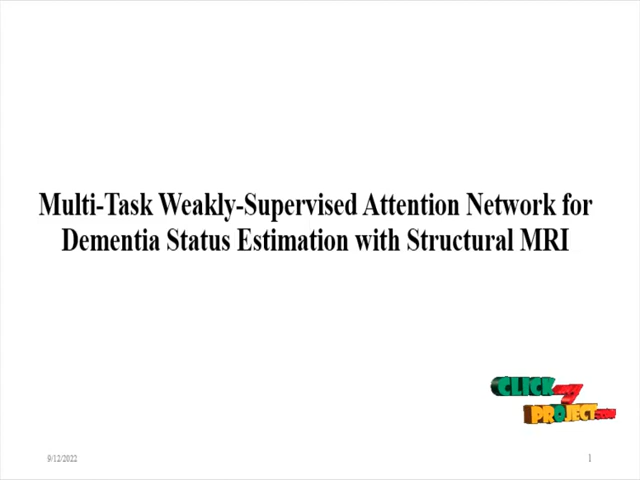 Multi-Task Weakly-Supervised Attention Network for
Dementia Status Estimation with Structural MRI
CLICK
PROJECT.COM
9/12/2022
1